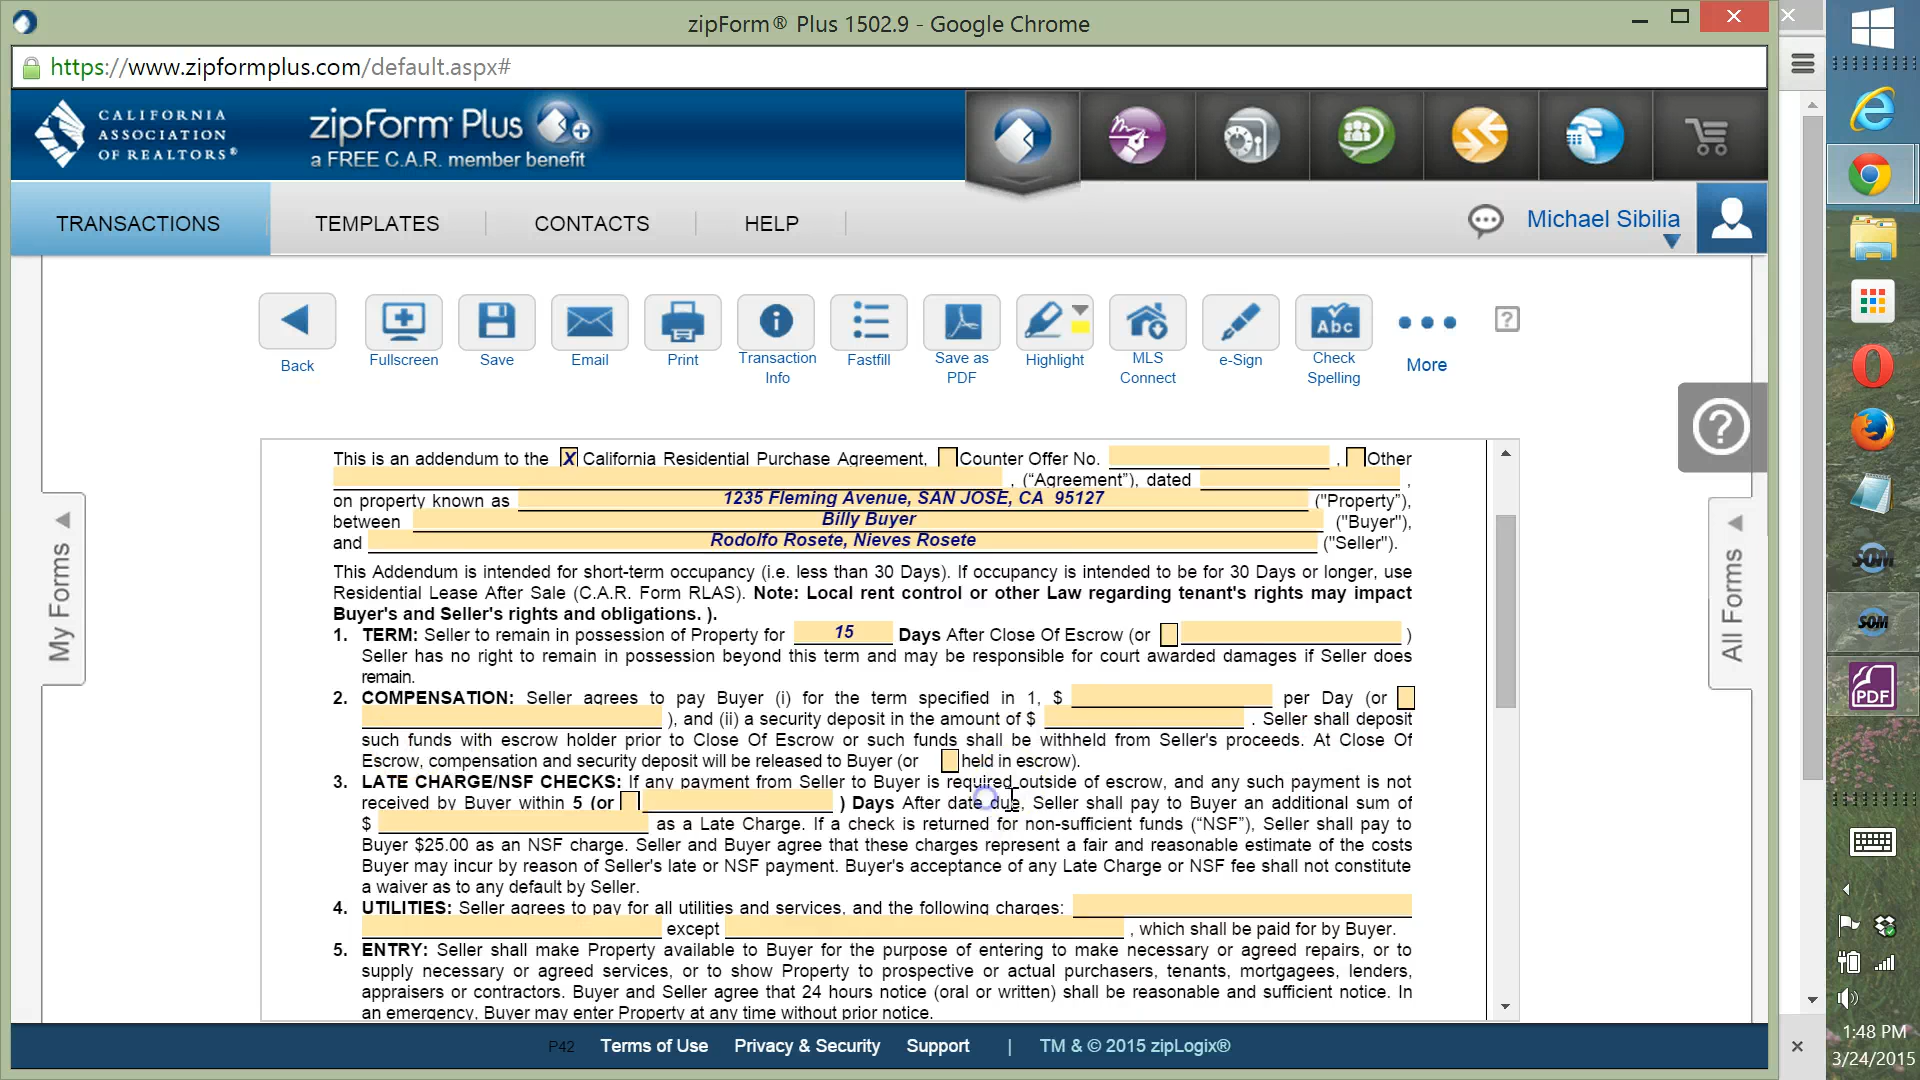 zipForm® Plus 1502.9 - Google Chrome
https://www.zipformplus.com/default.aspx#
CALIFORNIA
ASSOCIATION
OF REALTORS®
zipForm® Plus
a FREE C.A.R. member benefit
TRANSACTIONS
TEMPLATES
CONTACTS
HELP
Michael Sibilia
Back
Fullscreen
Save
Email
Print
Transaction
Info
Fastfill
Save as
PDF
Highlight
MLS
Connect
e-Sign
Abc
Check
Spelling
More
?
?
My Forms
All Forms
This is an addendum to the X California Residential Purchase Agreement, Counter Offer No. , Other
, (“Agreement”), dated ,
on property known as 1235 Fleming Avenue, SAN JOSE, CA 95127 ("Property"),
between Billy Buyer ("Buyer"),
and Rodolfo Rosete, Nieves Rosete ("Seller").
This Addendum is intended for short-term occupancy (i.e. less than 30 Days). If occupancy is intended to be for 30 Days or longer, use
Residential Lease After Sale (C.A.R. Form RLAS). Note: Local rent control or other Law regarding tenant's rights may impact
Buyer's and Seller's rights and obligations. ).
1. TERM: Seller to remain in possession of Property for 15 Days After Close Of Escrow (or )
Seller has no right to remain in possession beyond this term and may be responsible for court awarded damages if Seller does
remain.
2. COMPENSATION: Seller agrees to pay Buyer (i) for the term specified in 1, $ per Day (or
), and (ii) a security deposit in the amount of $ . Seller shall deposit
such funds with escrow holder prior to Close Of Escrow or such funds shall be withheld from Seller's proceeds. At Close Of
Escrow, compensation and security deposit will be released to Buyer (or held in escrow).
3. LATE CHARGE/NSF CHECKS: If any payment from Seller to Buyer is required outside of escrow, and any such payment is not
received by Buyer within 5 (or ) Days After date due, Seller shall pay to Buyer an additional sum of
$ as a Late Charge. If a check is returned for non-sufficient funds (“NSF”), Seller shall pay to
Buyer $25.00 as an NSF charge. Seller and Buyer agree that these charges represent a fair and reasonable estimate of the costs
Buyer may incur by reason of Seller's late or NSF payment. Buyer's acceptance of any Late Charge or NSF fee shall not constitute
a waiver as to any default by Seller.
4. UTILITIES: Seller agrees to pay for all utilities and services, and the following charges:
except , which shall be paid for by Buyer.
5. ENTRY: Seller shall make Property available to Buyer for the purpose of entering to make necessary or agreed repairs, or to
supply necessary or agreed services, or to show Property to prospective or actual purchasers, tenants, mortgagees, lenders,
appraisers or contractors. Buyer and Seller agree that 24 hours notice (oral or written) shall be reasonable and sufficient notice. In
an emergency, Buyer may enter Property at any time without prior notice.
P42
Terms of Use
Privacy & Security
Support
|
TM & © 2015 zipLogix®
SOM
SOM
PDF
1:48 PM
3/24/2015